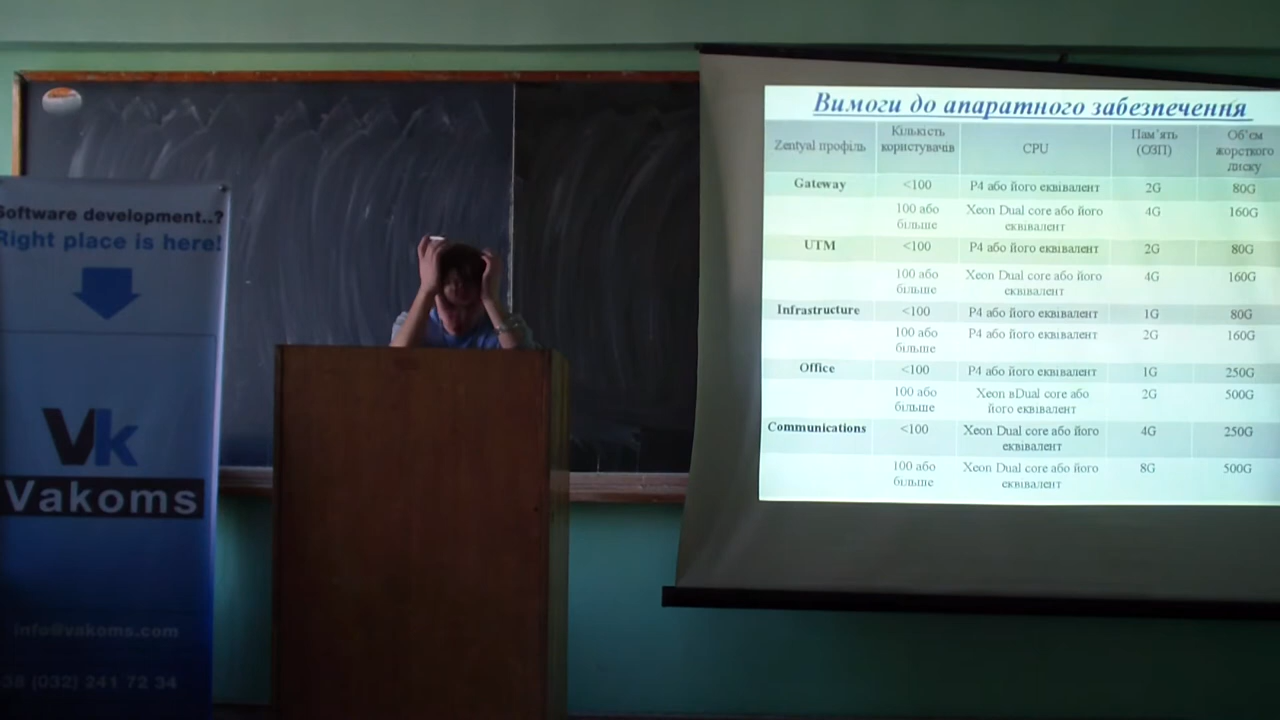 Software development..?
Right place is here!
Vk
Vakoms
info@vakoms.com
38 (032) 241 72 34
Вимоги до апаратного забезпечення
Zentyal профіль
Кількість
користувачів
CPU
Пам'ять
(ОЗП)
Об'єм
жорсткого
диску
Gateway <100 P4 або його еквівалент 2G 80G
100 або
більше
Xeon Dual core або його
еквівалент
4G 160G
UTM <100 P4 або його еквівалент 2G 80G
100 або
більше
Xeon Dual core або його
еквівалент
4G 160G
Infrastructure <100 P4 або його еквівалент 1G 80G
100 або
більше
P4 або його еквівалент 2G 160G
Office <100 P4 або його еквівалент 1G 250G
100 або
більше
Xeon вDual core або
його еквівалент
2G 500G
Communications <100 Xeon Dual core або його
еквівалент
4G 250G
100 або
більше
Xeon Dual core або його
еквівалент
8G 500G